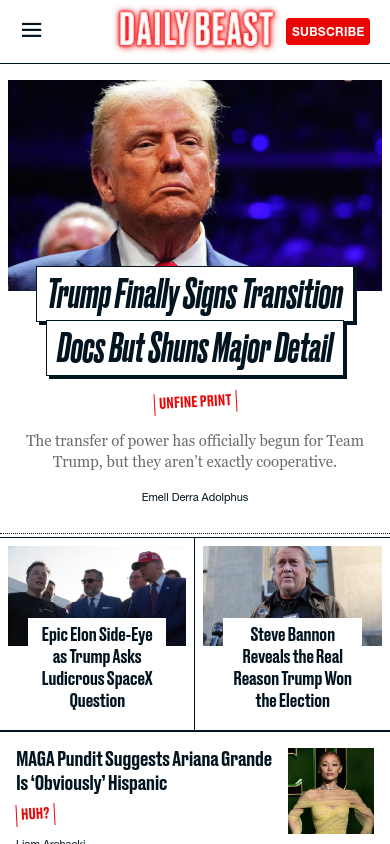 DAILY BEAST
SUBSCRIBE
Trump Finally Signs Transition
Docs But Shuns Major Detail
UNFINE PRINT
The transfer of power has officially begun for Team
Trump, but they aren’t exactly cooperative.
Emell Derra Adolphus
Epic Elon Side-Eye
as Trump Asks
Ludicrous SpaceX
Question
Steve Bannon
Reveals the Real
Reason Trump Won
the Election
MAGA Pundit Suggests Ariana Grande
Is ‘Obviously’ Hispanic
HUH?